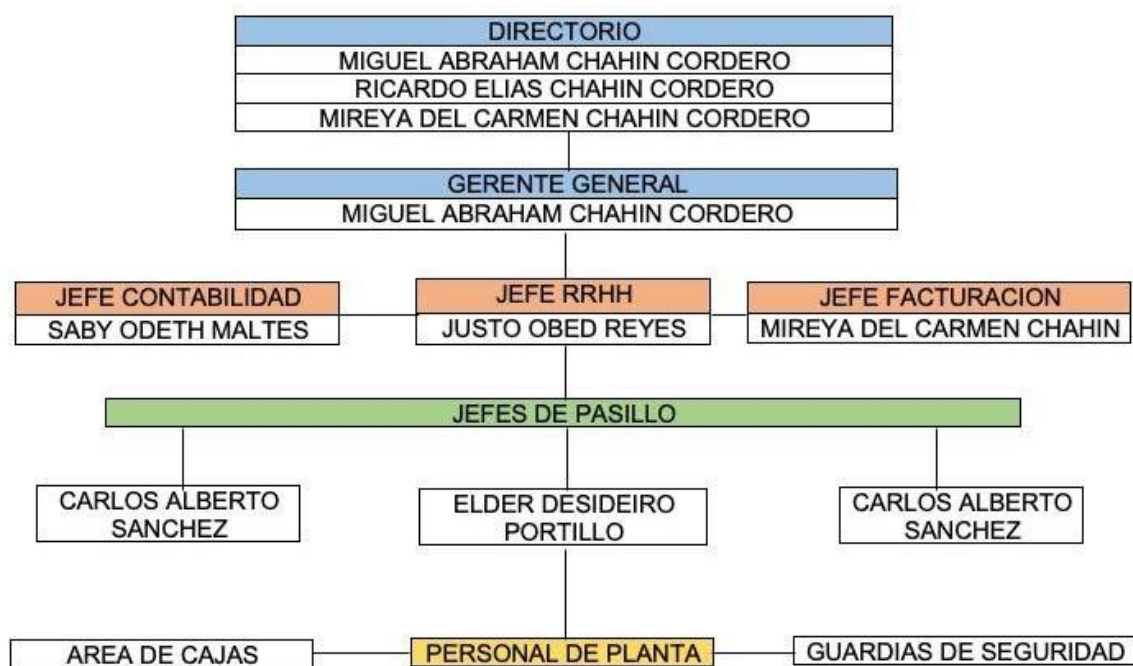 DIRECTORIO
MIGUEL ABRAHAM CHAHIN CORDERO
RICARDO ELIAS CHAHIN CORDERO
MIREYA DEL CARMEN CHAHIN CORDERO
GERENTE GENERAL
MIGUEL ABRAHAM CHAHIN CORDERO
JEFE CONTABILIDAD
SABY ODETH MALTES
JEFE RRHH
JUSTO OBED REYES
JEFE FACTURACION
MIREYA DEL CARMEN CHAHIN
JEFES DE PASILLO
CARLOS ALBERTO
SANCHEZ
ELDER DESIDEIRO
PORTILLO
CARLOS ALBERTO
SANCHEZ
AREA DE CAJAS
PERSONAL DE PLANTA
GUARDIAS DE SEGURIDAD